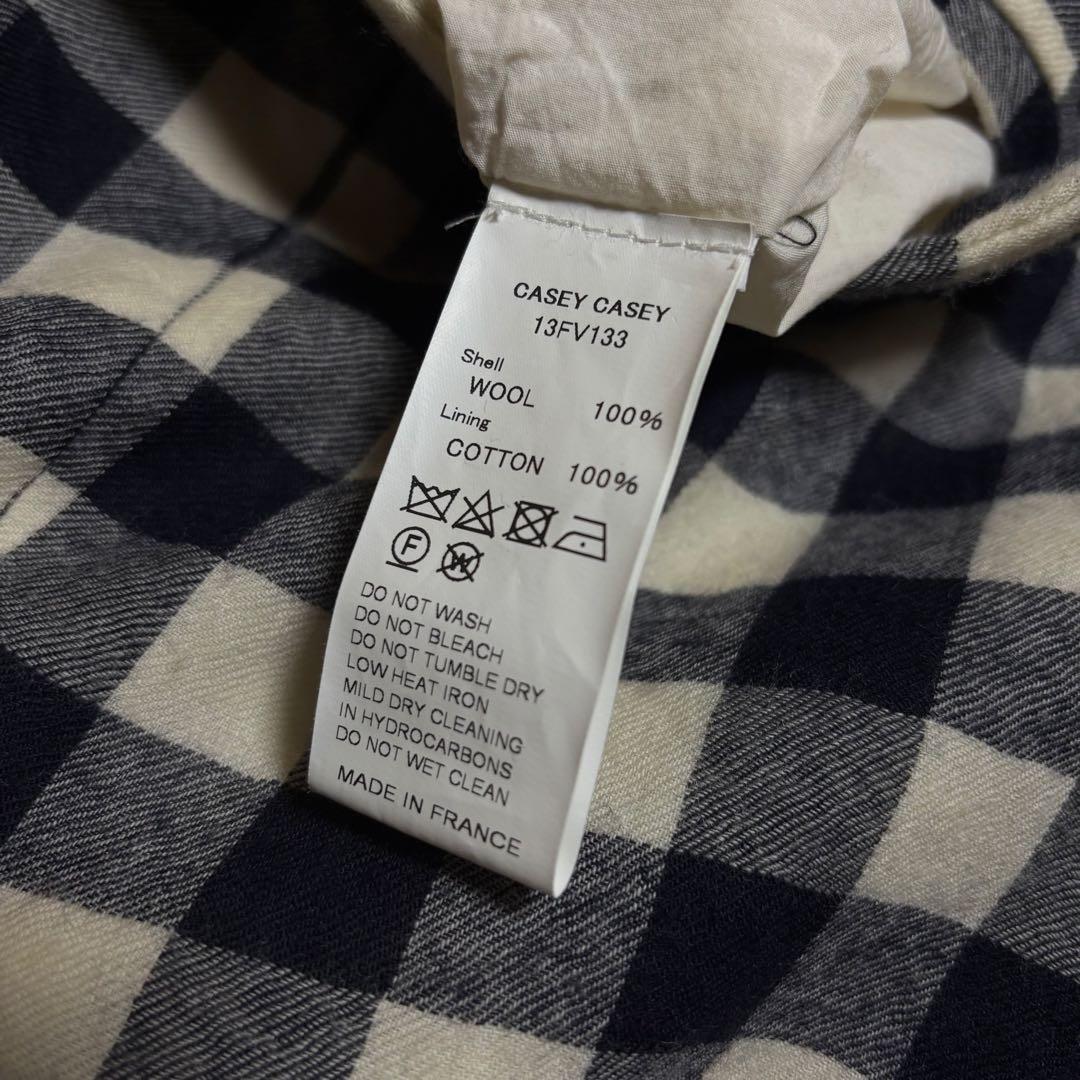 CASEY CASEY
13FV133
Shell
WOOL 100%
Lining
COTTON 100%
F W
DO NOT WASH
DO NOT BLEACH
DO NOT TUMBLE DRY
LOW HEAT IRON
MILD DRY CLEANING
IN HYDROCARBONS
DO NOT WET CLEAN
MADE IN FRANCE